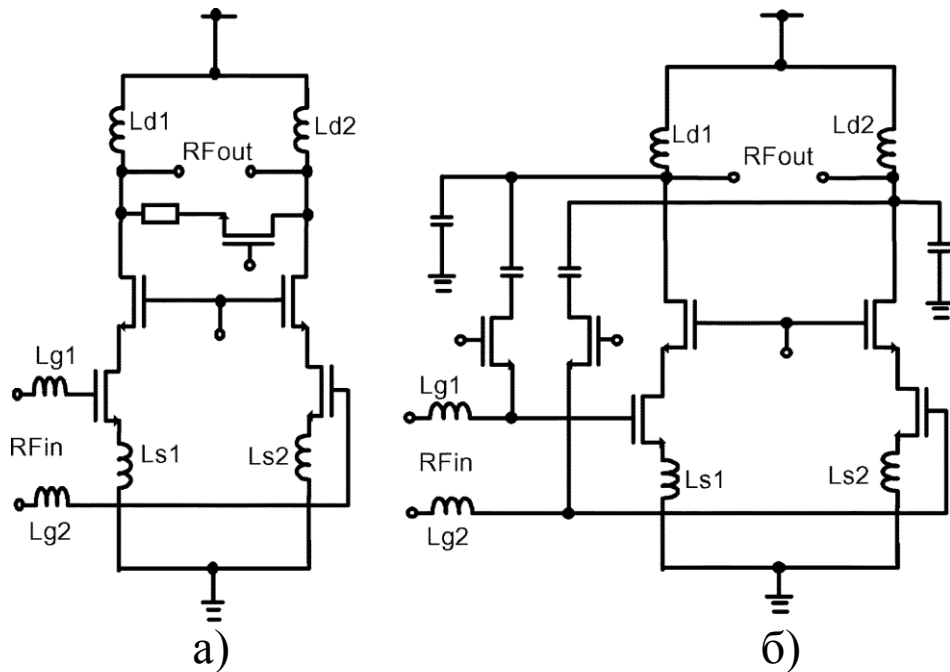 Ld1
Ld2
RFout
Lg1
RFin
Ls1
Ls2
Lg2
а)
Ld1
Ld2
RFout
Lg1
RFin
Ls1
Ls2
Lg2
б)